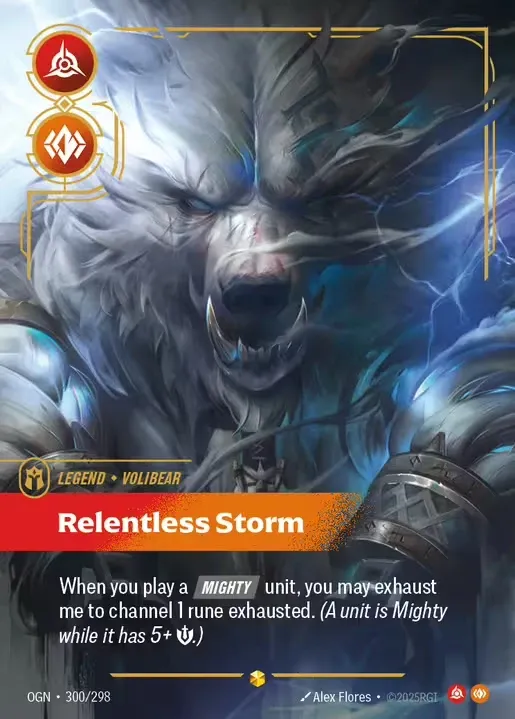 LEGEND • VOLIBEAR
Relentless Storm
When you play a MIGHTY unit, you may exhaust
me to channel 1 rune exhausted. (A unit is Mighty
while it has 5+ .)
OGN • 300/298 Alex Flores • ©2025RGI